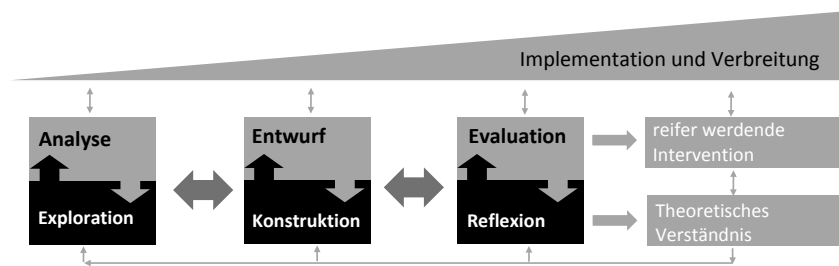 Implementation und Verbreitung
Analyse
Exploration
Entwurf
Konstruktion
Evaluation
Reflexion
reifer werdende
Intervention
Theoretisches
Verständnis